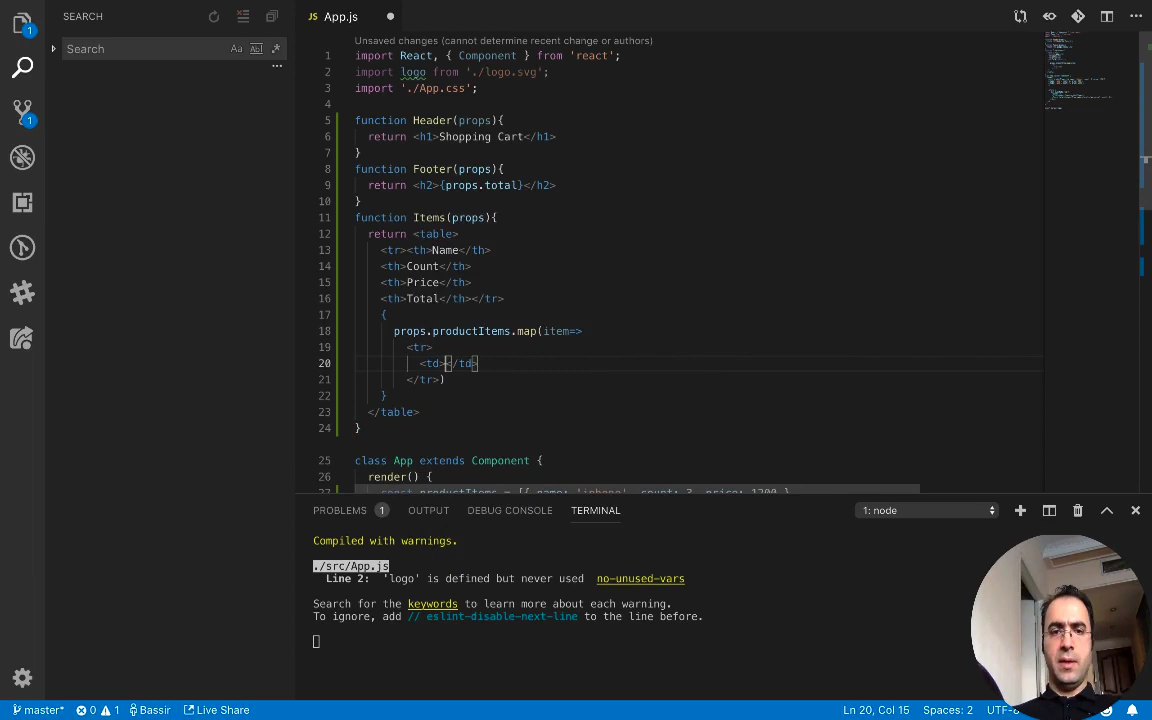 SEARCH
JS App.js
1
Search
Aa Abl .*
...
Unsaved changes (cannot determine recent change or authors)
1 import React, { Component } from 'react';
2 import logo from './logo.svg';
3 import './App.css';
4
5 function Header(props){
6 return <h1>Shopping Cart</h1>
7 }
8 function Footer(props){
9 return <h2>{props.total}</h2>
10 }
11 function Items(props){
12 return <table>
13 <tr><th>Name</th>
14 <th>Count</th>
15 <th>Price</th>
16 <th>Total</th></tr>
17 {
18 props.productItems.map(item=>
19 <tr>
20 <td></td>
21 </tr>)
22 }
23 </table>
24 }
25 class App extends Component {
26 render() {
27 const productItems = [{ name: 'iphone', count: 3, price: 1200 }
1
PROBLEMS 1 OUTPUT DEBUG CONSOLE TERMINAL 1: node
Compiled with warnings.
./src/App.js
Line 2: 'logo' is defined but never used no-unused-vars
Search for the keywords to learn more about each warning.
To ignore, add // eslint-disable-next-line to the line before.
master* 0 1 Bassir Live Share Ln 20, Col 15 Spaces: 2